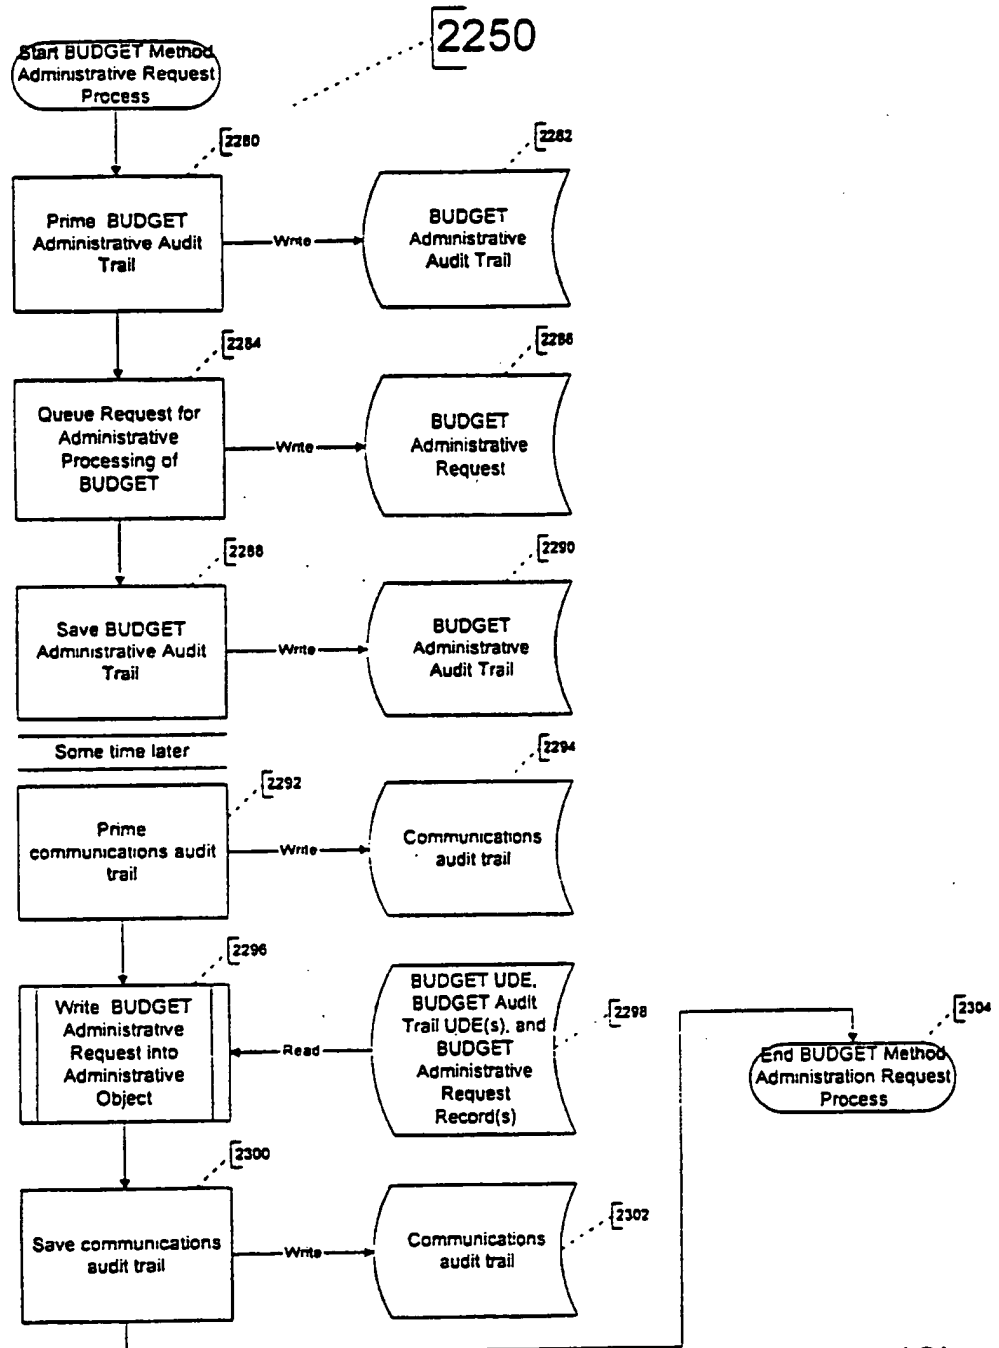 2250
Start BUDGET Method
Administrative Request
Process
2280
2282
Prime BUDGET
Administrative Audit
Trail
Write
BUDGET
Administrative
Audit Trail
2284
2286
Queue Request for
Administrative
Processing of
BUDGET
Write
BUDGET
Administrative
Request
2288
2290
Save BUDGET
Administrative Audit
Trail
Write
BUDGET
Administrative
Audit Trail
Some time later
2292
2294
Prime
communications audit
trail
Write
Communications
audit trail
2296
Write BUDGET
Administrative
Request into
Administrative
Object
Read
BUDGET UDE,
BUDGET Audit
Trail UDE(s), and
BUDGET
Administrative
Request
Record(s)
2298
2304
End BUDGET Method
Administration Request
Process
2300
Save communications
audit trail
Write
Communications
audit trail
2302